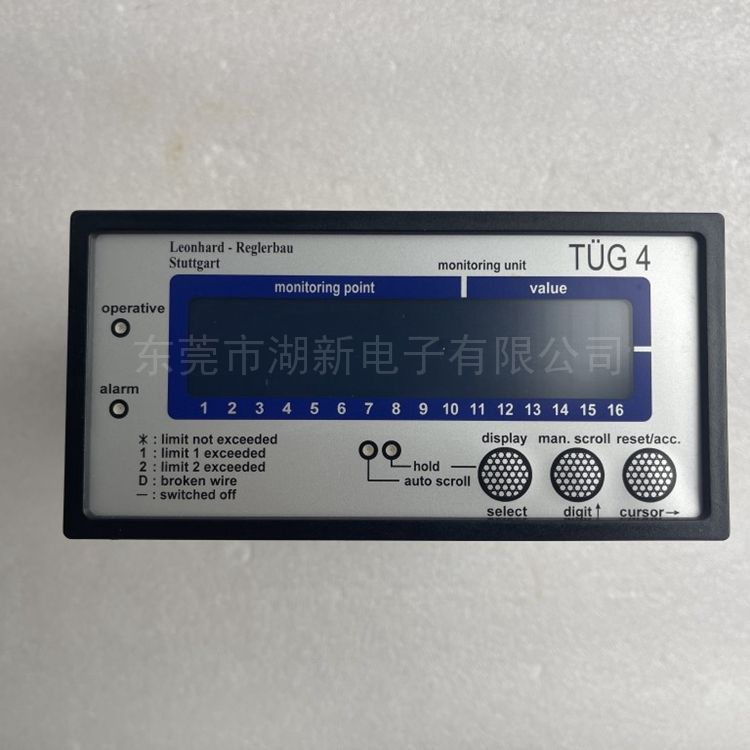 Leonhard - Reglerbau
Stuttgart
TÜG 4
monitoring unit
monitoring point
value
operative
东莞市湖新电子有限公司
alarm
1 2 3 4 5 6 7 8 9 10 11 12 13 14 15 16
* : limit not exceeded
1 : limit 1 exceeded
2 : limit 2 exceeded
D : broken wire
— : switched off
hold
auto scroll
display man. scroll reset/acc.
select digit↑ cursor→